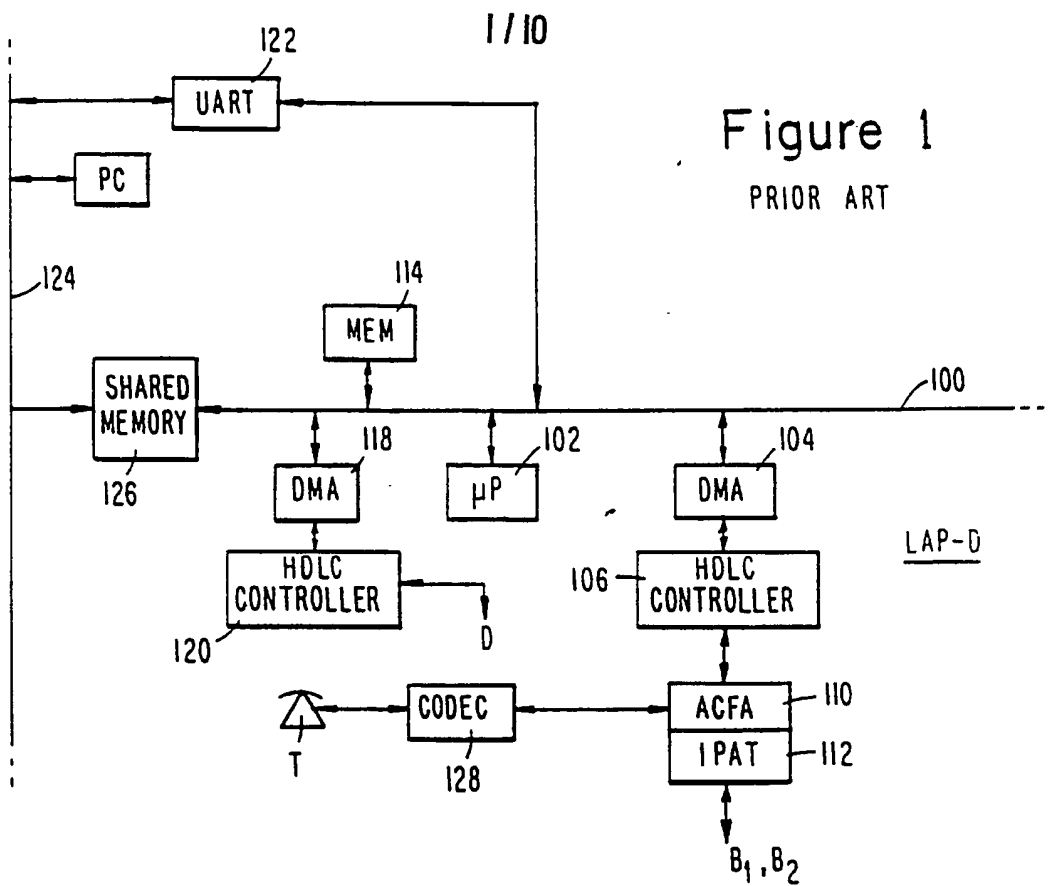 1/10
122
UART
Figure 1
PC
PRIOR ART
124
114
MEM
100
SHARED
MEMORY
118
102
104
126
DMA
µP
DMA
LAP-D
HDLC
CONTROLLER
106
HDLC
CONTROLLER
120
D
CODEC
ACFA
110
T
128
IPAT
112
B1, B2